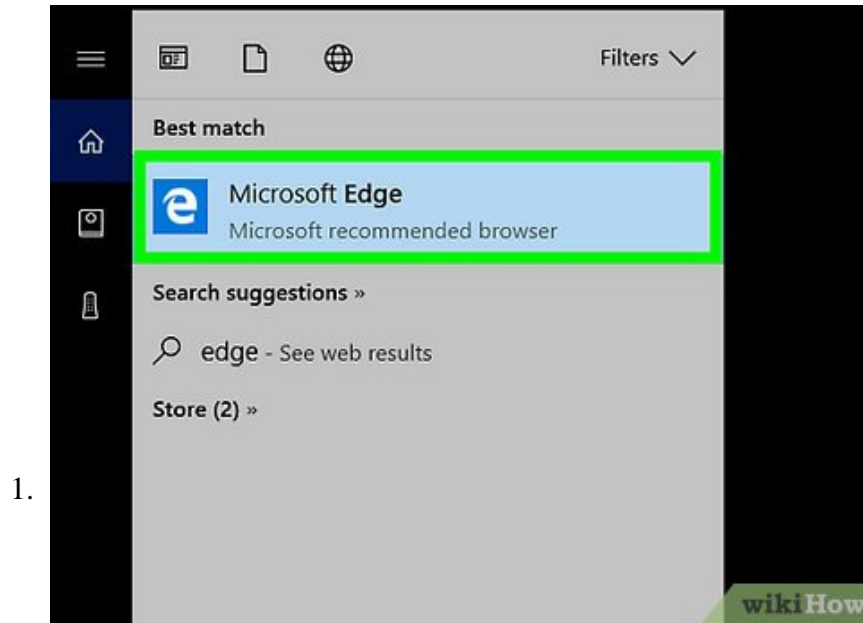 Filters
Best match
Microsoft Edge
Microsoft recommended browser
Search suggestions »
edge - See web results
Store (2) »
1.
wikiHow